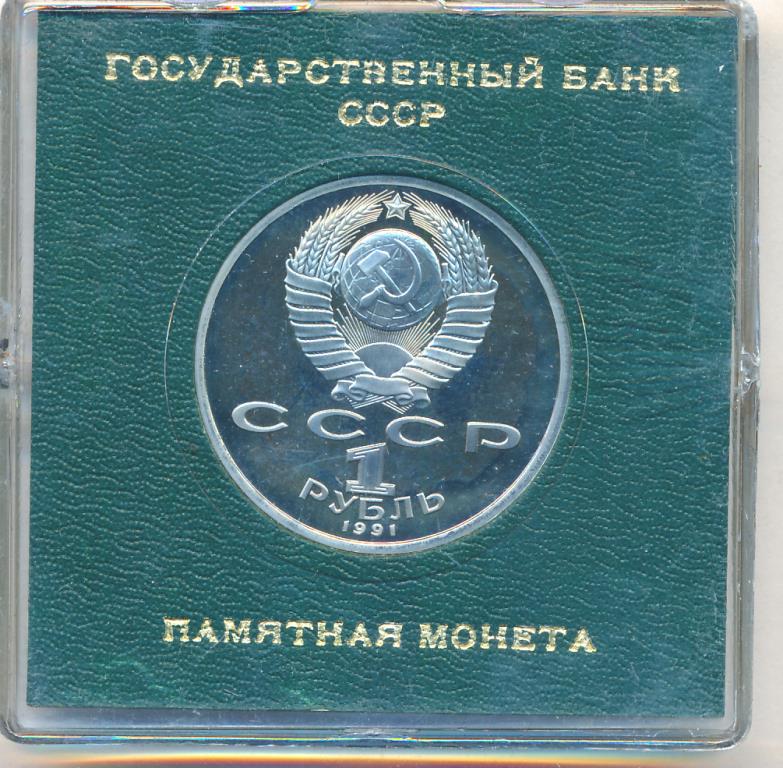 ГОСУДАРСТВЕННЫЙ БАНК
СССР
СССР
1
РУБЛЬ
1991
ПАМЯТНАЯ МОНЕТА